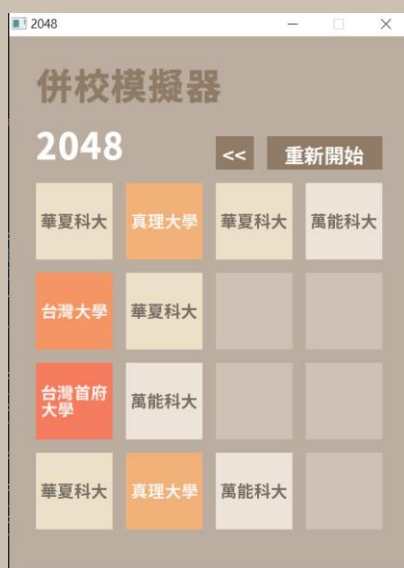 2048
併校模擬器
2048
<<
重新開始
華夏科大
真理大學
華夏科大
萬能科大
台灣大學
華夏科大
台灣首府
大學
萬能科大
華夏科大
真理大學
萬能科大